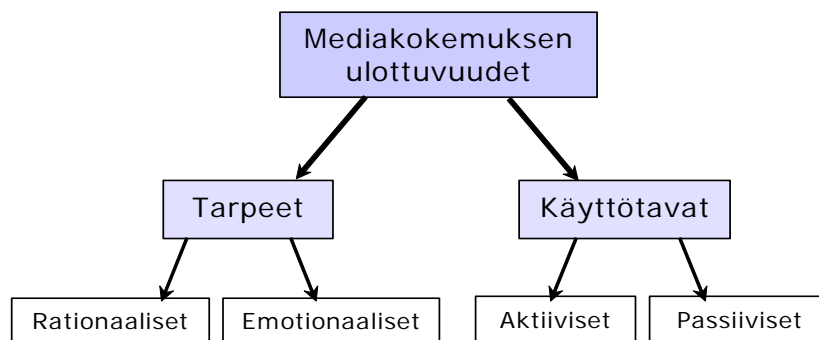 Mediakokemuksen
ulottuvuudet
Tarpeet
Käyttötavat
Rationaaliset
Emotionaaliset
Aktiiviset
Passiiviset